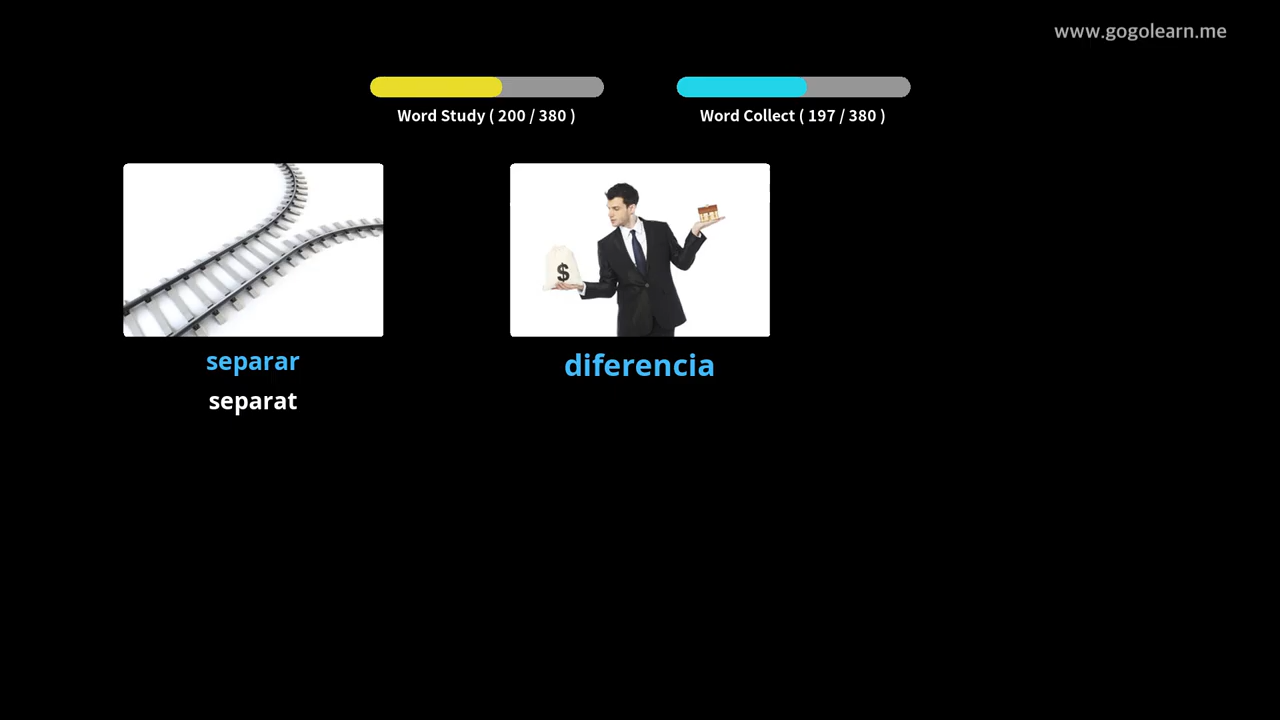 www.gogolearn.me
Word Study ( 200 / 380 )
Word Collect ( 197 / 380 )
$
separar
separat
diferencia